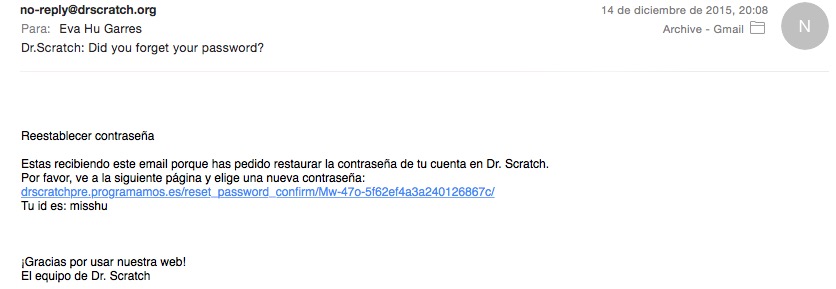 no-reply@drscratch.org
14 de diciembre de 2015, 20:08
Para: Eva Hu Garres
Archive - Gmail
N
Dr.Scratch: Did you forget your password?
Reestablecer contraseña
Estas recibiendo este email porque has pedido restaurar la contraseña de tu cuenta en Dr. Scratch.
Por favor, ve a la siguiente página y elige una nueva contraseña:
drscratchpre.programamos.es/reset_password_confirm/Mw-47o-5f62ef4a3a240126867c/
Tu id es: misshu
¡Gracias por usar nuestra web!
El equipo de Dr. Scratch